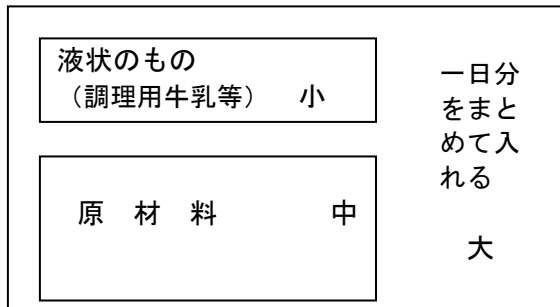 液状のもの
（調理用牛乳等）　小
原　材　料　　　　中
一日分
をまと
めて入
れる
大